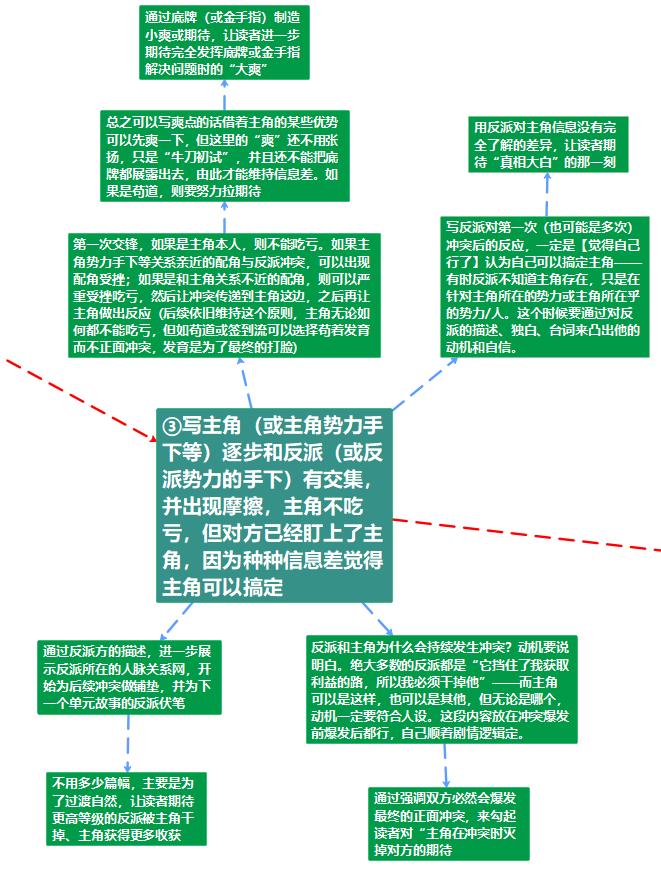 通过底牌（或金手指）制造
小爽或期待，让读者进一步
期待完全发挥底牌或金手指
解决问题时的“大爽”
总之可以写爽点的话借着主角的某些优势
可以先爽一下，但这里的“爽”还不用张
扬，只是“牛刀初试”，并且还不能把底
牌都展露出去，由此才能维持信息差。如
果是苟道，则要努力拉期待
用反派对主角信息没有完
全了解的差异，让读者期
待“真相大白”的那一刻
第一次交锋，如果是主角本人，则不能吃亏。如果主
角势力手下等关系亲近的配角与反派冲突，可以出现
配角受挫；如果是和主角关系不近的配角，则可以严
重受挫吃亏，然后让冲突传递到主角这边，之后再让
主角做出反应（后续依旧维持这个原则，主角无论如
何都不能吃亏，但如苟道或签到流可以选择苟着发育
而不正面冲突，发育是为了最终的打脸)
写反派对第一次（也可能是多次）
冲突后的反应，一定是【觉得自己
行了】认为自己可以搞定主角——
有时反派不知道主角存在，只是在
针对主角所在的势力或主角所在乎
的势力/人。这个时候要通过对反
派的描述、独白、台词来凸出他的
动机和自信。
③写主角（或主角势力手
下等）逐步和反派（或反
派势力的手下）有交集，
并出现摩擦，主角不吃
亏，但对方已经盯上了主
角，因为种种信息差觉得
主角可以搞定
通过反派方的描述，进一步展
示反派所在的人脉关系网，开
始为后续冲突做铺垫，并为下
一个单元故事的反派伏笔
反派和主角为什么会持续发生冲突？动机要说
明白。绝大多数的反派都是“它挡住了我获取
利益的路，所以我必须干掉他”——而主角
可以是这样，也可以是其他，但无论是哪个，
动机一定要符合人设。这段内容放在冲突爆发
前爆发后都行，自己顺着剧情逻辑定。
不用多少篇幅，主要是为
了过渡自然，让读者期待
更高等级的反派被主角干
掉、主角获得更多收获
通过强调双方必然会爆发
最终的正面冲突，来勾起
读者对“主角在冲突时灭
掉对方的期待